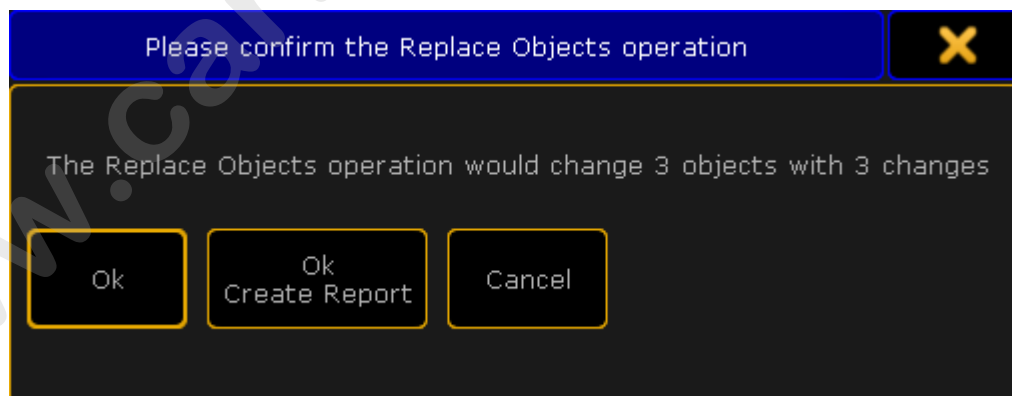 Please confirm the Replace Objects operation
The Replace Objects operation would change 3 objects with 3 changes
Ok
Ok
Create Report
Cancel